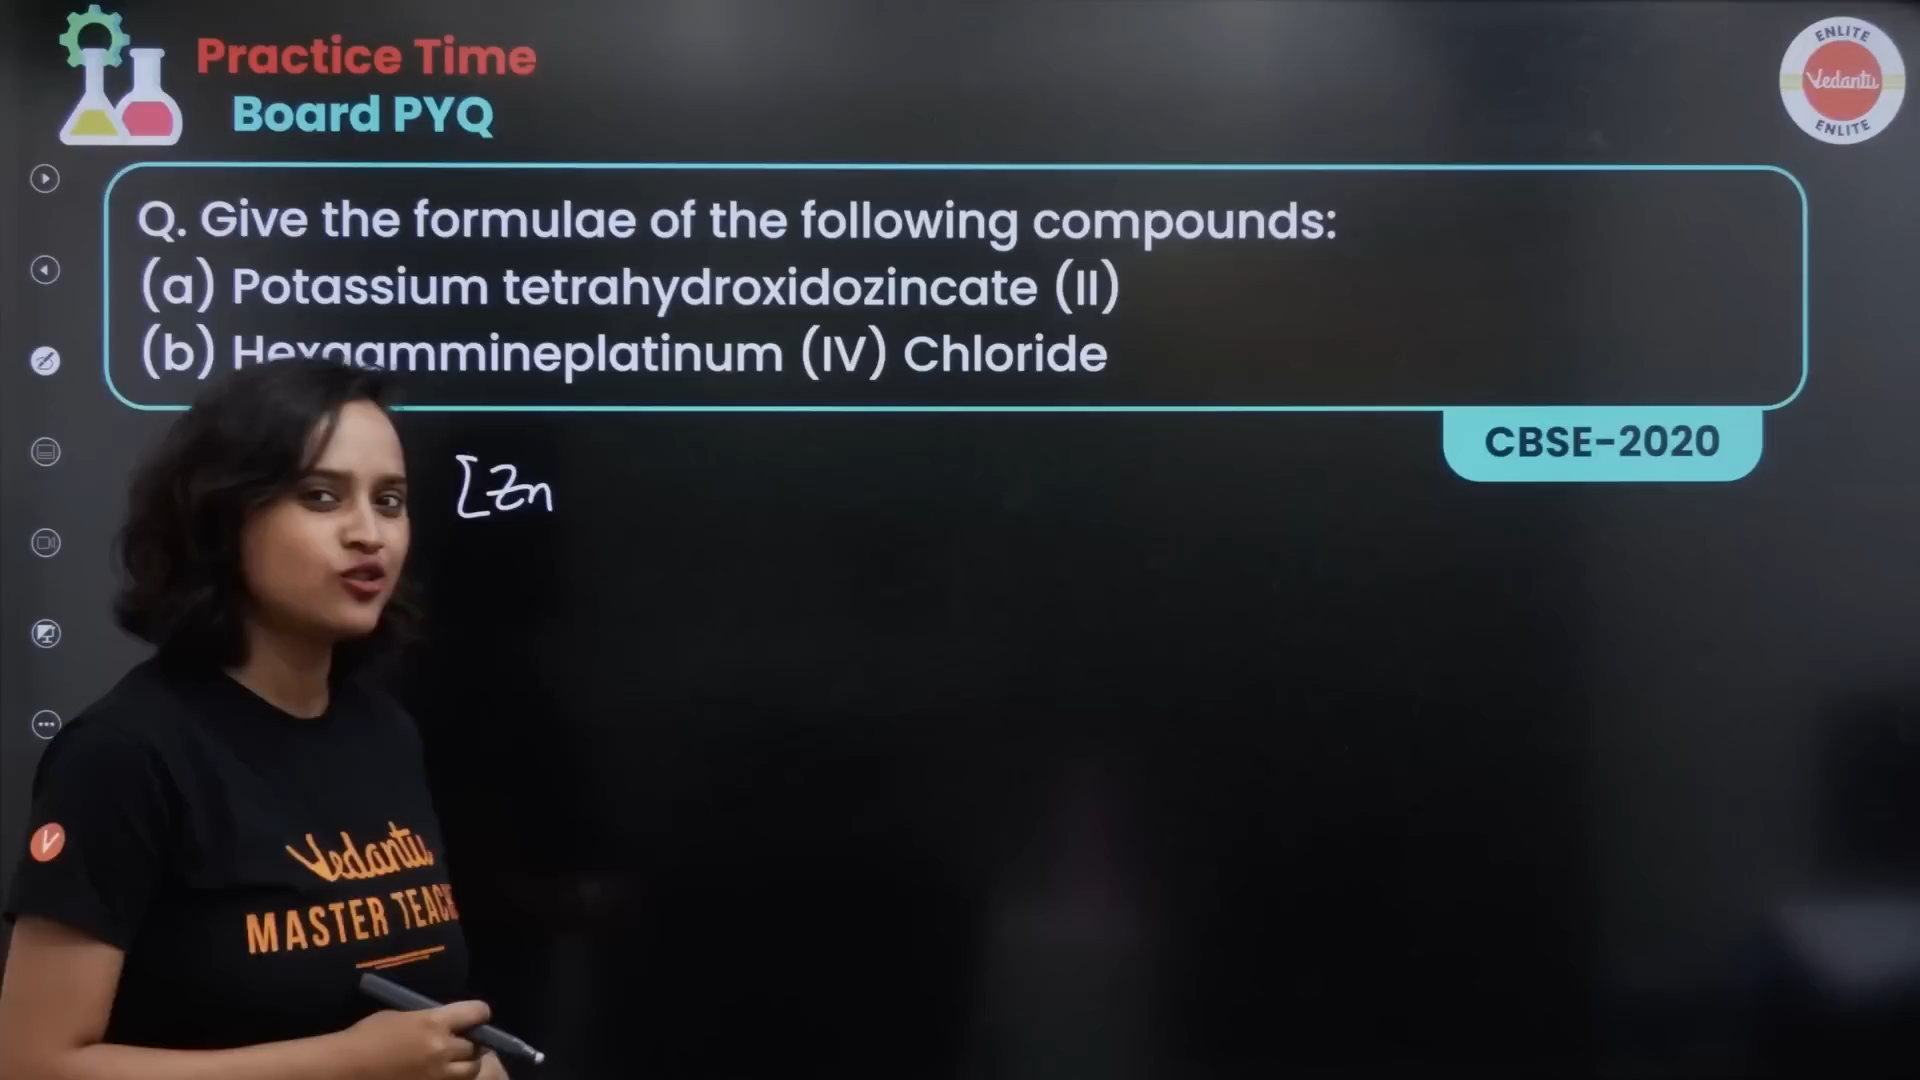 Practice Time
Board PYQ
ENLITE
Vedantu
ENLITE
Q. Give the formulae of the following compounds:
(a) Potassium tetrahydroxidozincate (II)
(b) Hexaammineplatinum (IV) Chloride
CBSE-2020
[Zn
Vedantu
MASTER TEACHE